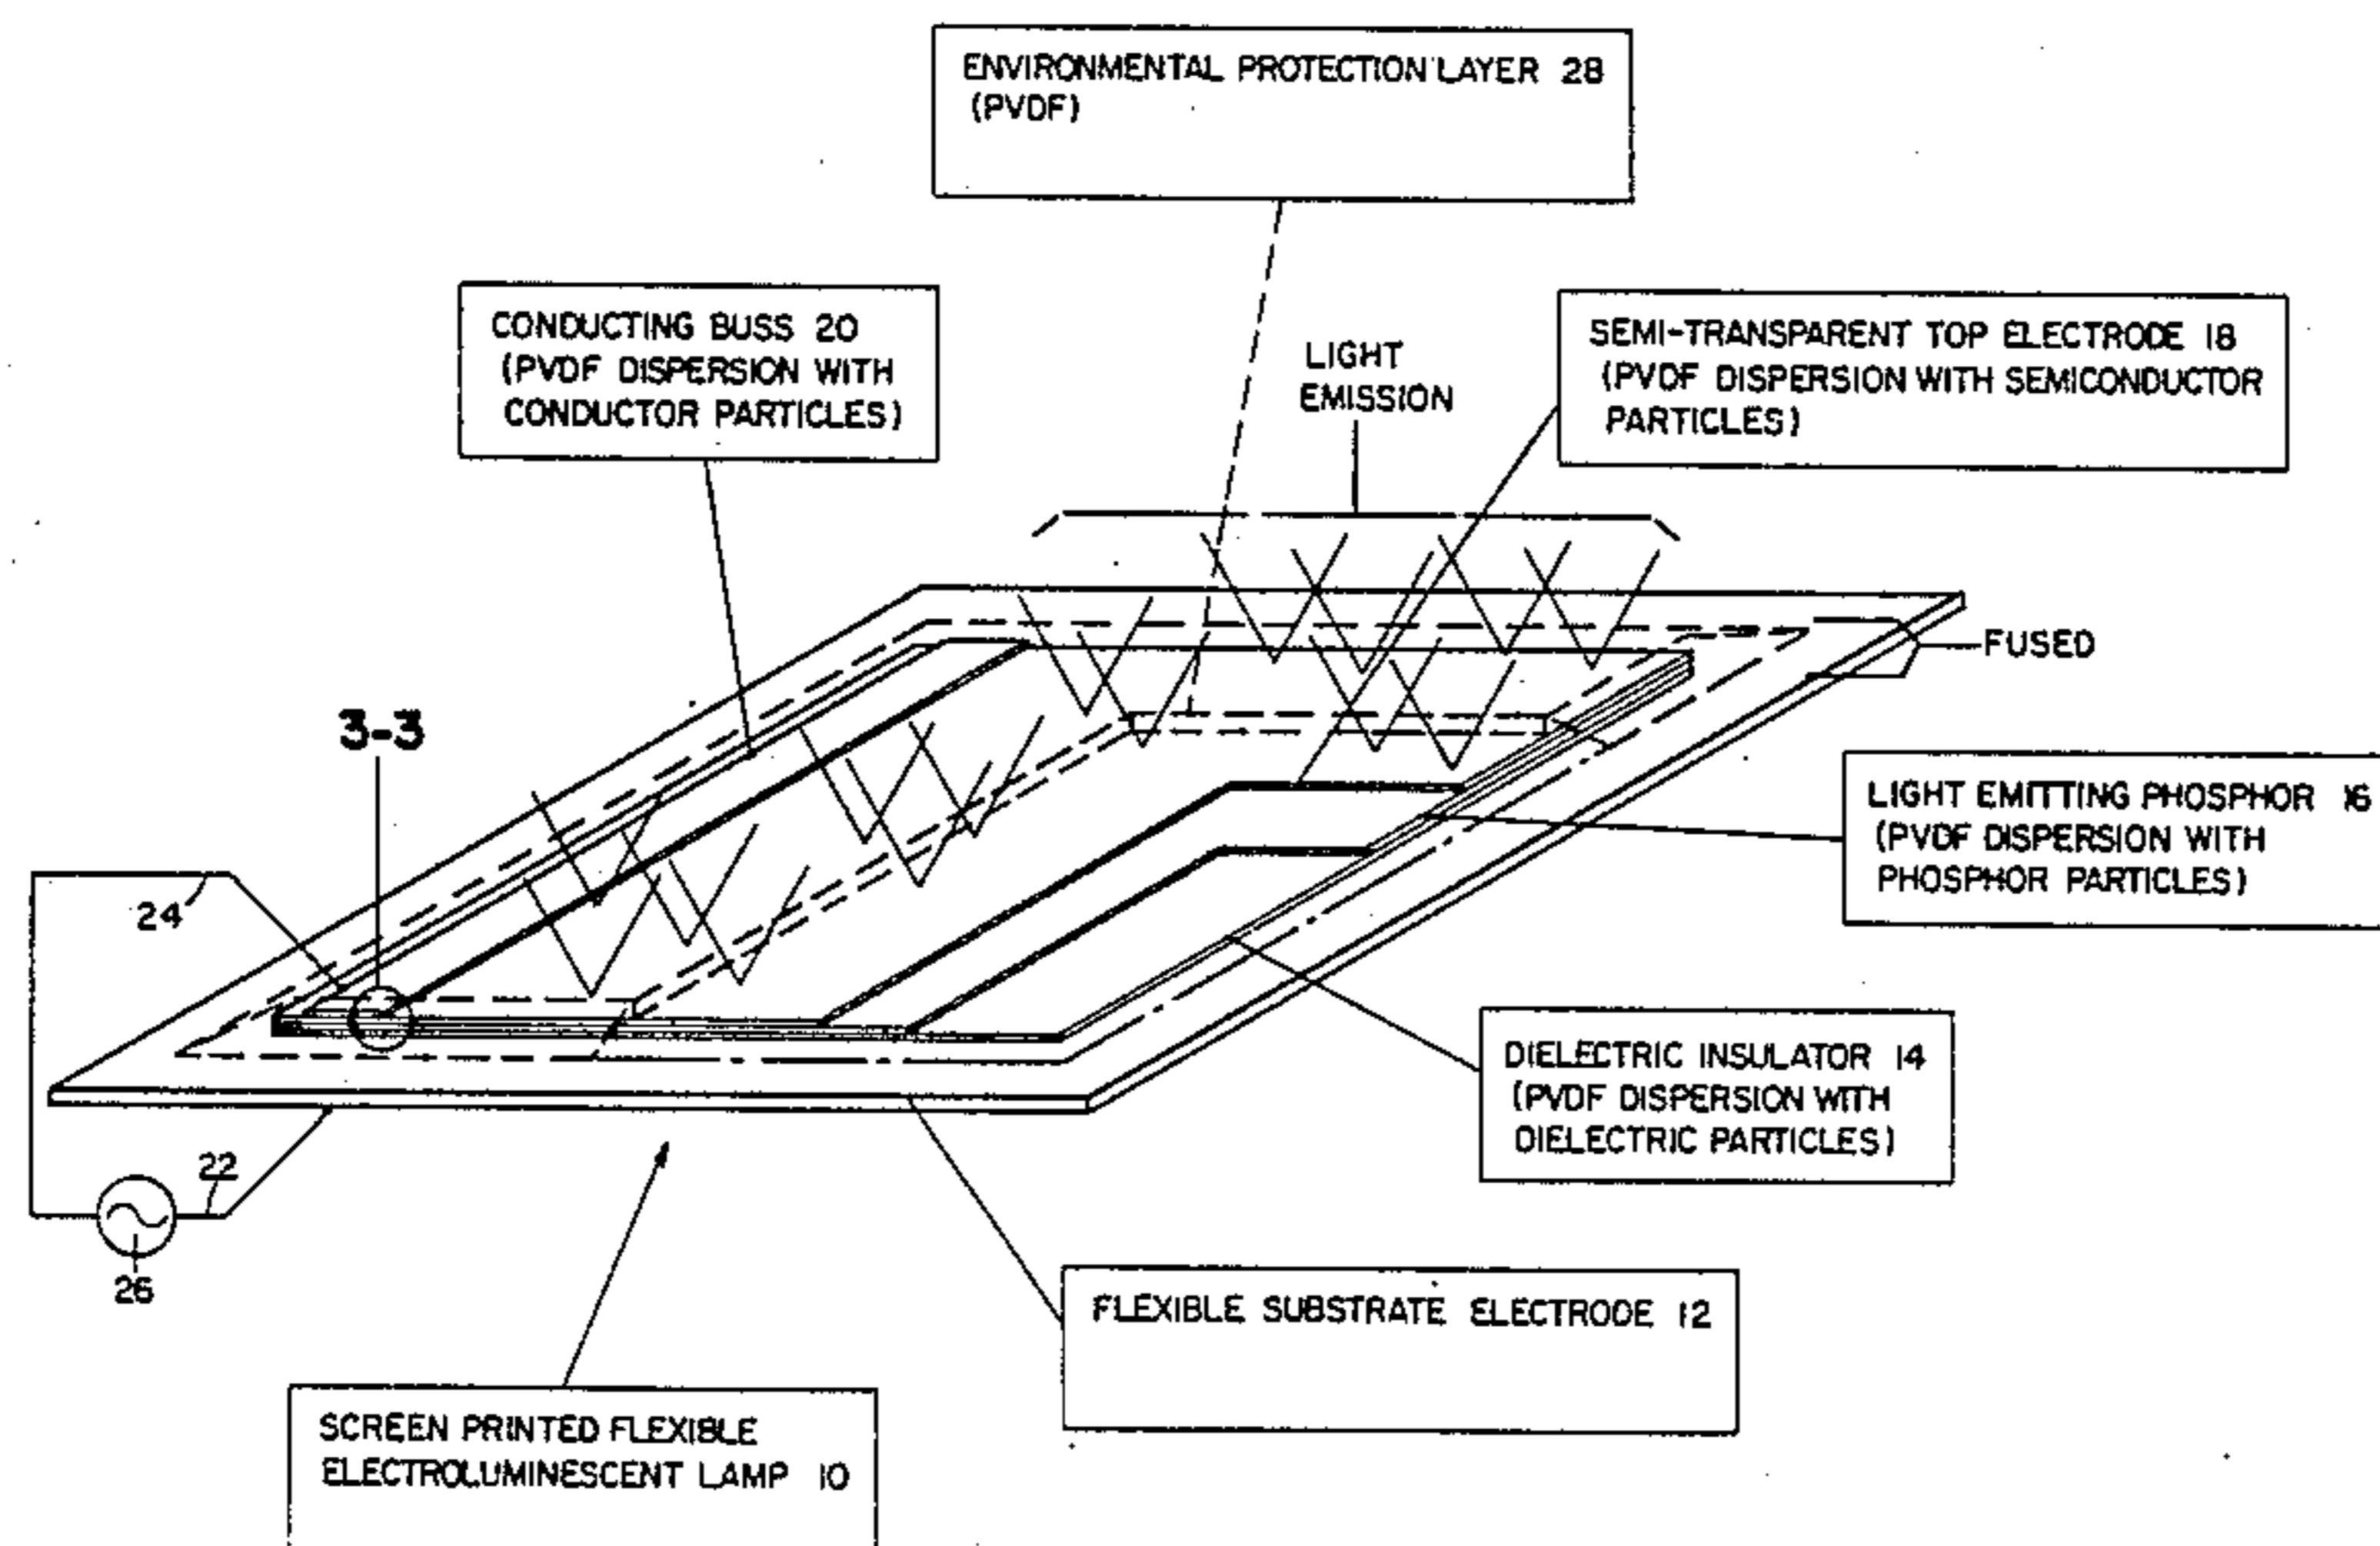 ENVIRONMENTAL PROTECTION LAYER 28
(PVDF)
CONDUCTING BUSS 20
(PVDF DISPERSION WITH
CONDUCTOR PARTICLES)
LIGHT
EMISSION
SEMI-TRANSPARENT TOP ELECTRODE 18
(PVDF DISPERSION WITH SEMICONDUCTOR
PARTICLES)
FUSED
3-3
LIGHT EMITTING PHOSPHOR 16
(PVDF DISPERSION WITH
PHOSPHOR PARTICLES)
24
DIELECTRIC INSULATOR 14
(PVDF DISPERSION WITH
DIELECTRIC PARTICLES)
22
26
FLEXIBLE SUBSTRATE ELECTRODE 12
SCREEN PRINTED FLEXIBLE
ELECTROLUMINESCENT LAMP 10